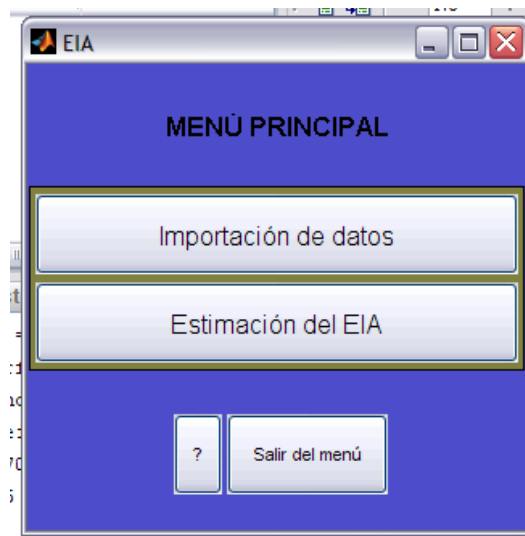 EIA
MENÚ PRINCIPAL
Importación de datos
Estimación del EIA
?
Salir del menú